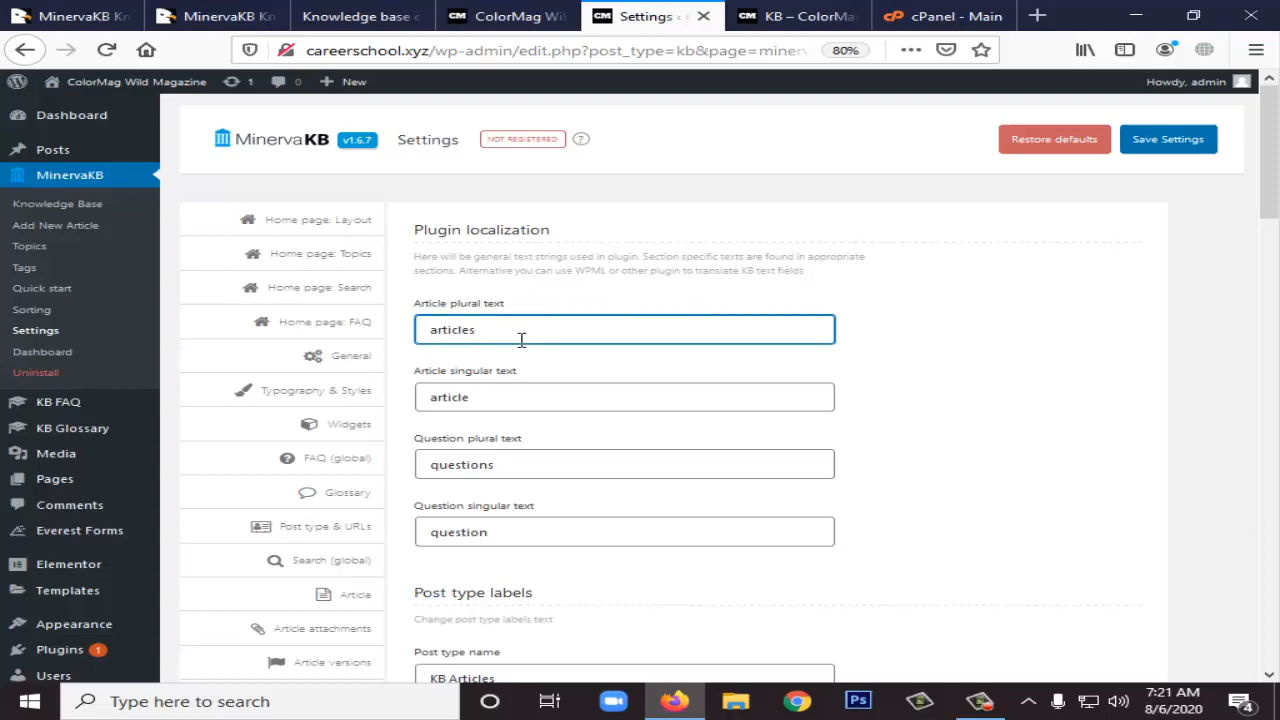 MinervaKB Kn
MinervaKB Kn
Knowledge base c
CM ColorMag Wi
CM Settings ‹
CM KB – ColorMa
cP cPanel - Main
careerschool.xyz/wp-admin/edit.php?post_type=kb&page=miner
80%
ColorMag Wild Magazine
1
0
New
Howdy, admin
Dashboard
Posts
MinervaKB
Knowledge Base
Add New Article
Topics
Tags
Quick start
Sorting
Settings
Dashboard
Uninstall
KB FAQ
KB Glossary
Media
Pages
Comments
Everest Forms
Elementor
Templates
Appearance
Plugins 1
Users
MinervaKB v1.6.7 Settings NOT REGISTERED ?
Restore defaults
Save Settings
Home page: Layout
Home page: Topics
Home page: Search
Home page: FAQ
General
Typography & Styles
Widgets
FAQ (global)
Glossary
Post type & URLs
Search (global)
Article
Article attachments
Article versions
Plugin localization
Here will be general text strings used in plugin. Section specific texts are found in appropriate
sections. Alternative you can use WPML or other plugin to translate KB text fields
Article plural text
articles
Article singular text
article
Question plural text
questions
Question singular text
question
Post type labels
Change post type labels text
Post type name
KB Articles
Type here to search
Ps
7:21 AM
8/6/2020
4